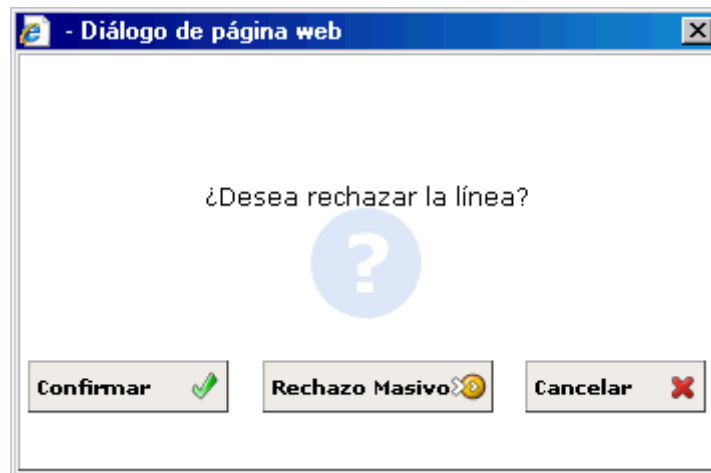 - Diálogo de página web
¿Desea rechazar la línea?
?
Confirmar
Rechazo Masivo
Cancelar